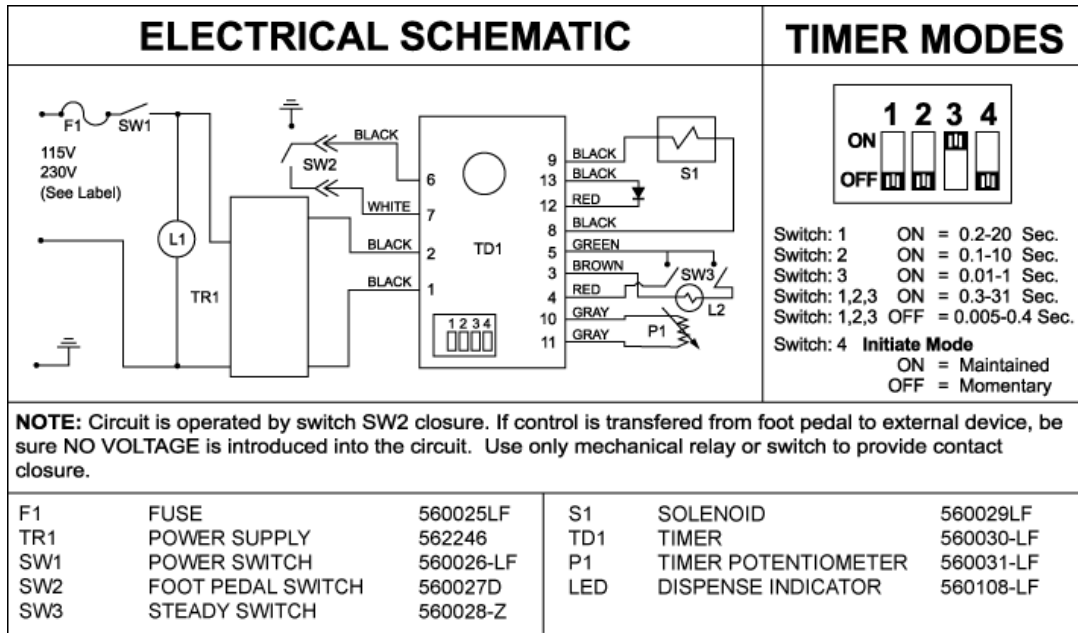 ELECTRICAL SCHEMATIC
F1
SW1
115V
230V
(See Label)
L1
TR1
SW2
BLACK
WHITE
BLACK
BLACK
6
7
2
1
TD1
1 2 3 4
9
13
12
8
5
3
4
10
11
BLACK
BLACK
RED
BLACK
GREEN
BROWN
RED
GRAY
GRAY
S1
SW3
L2
P1
TIMER MODES
1 2 3 4
ON
OFF
Switch: 1 ON = 0.2-20 Sec.
Switch: 2 ON = 0.1-10 Sec.
Switch: 3 ON = 0.01-1 Sec.
Switch: 1,2,3 ON = 0.3-31 Sec.
Switch: 1,2,3 OFF = 0.005-0.4 Sec.
Switch: 4 Initiate Mode
ON = Maintained
OFF = Momentary
NOTE: Circuit is operated by switch SW2 closure. If control is transfered from foot pedal to external device, be
sure NO VOLTAGE is introduced into the circuit. Use only mechanical relay or switch to provide contact
closure.
F1 FUSE 560025LF
TR1 POWER SUPPLY 562246
SW1 POWER SWITCH 560026-LF
SW2 FOOT PEDAL SWITCH 560027D
SW3 STEADY SWITCH 560028-Z
S1 SOLENOID 560029LF
TD1 TIMER 560030-LF
P1 TIMER POTENTIOMETER 560031-LF
LED DISPENSE INDICATOR 560108-LF